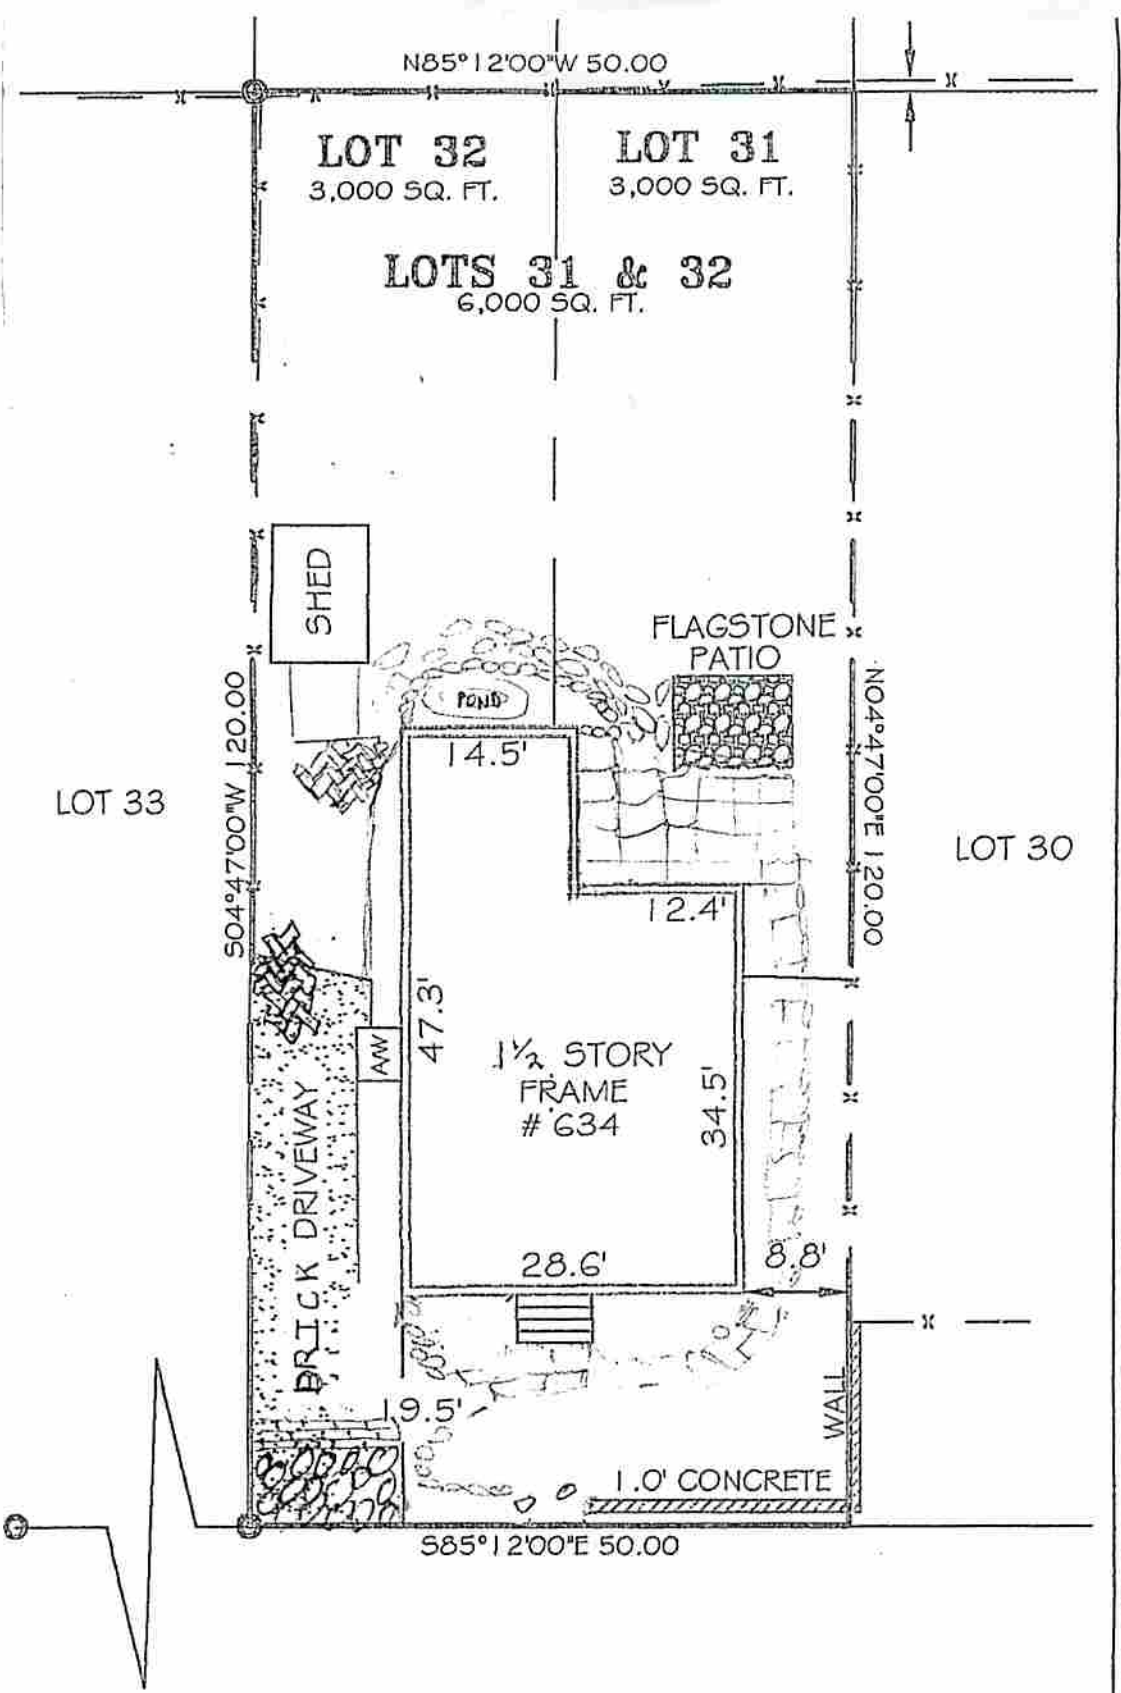 N85°12'00"W 50.00
LOT 32
3,000 SQ. FT.
LOT 31
3,000 SQ. FT.
LOTS 31 & 32
6,000 SQ. FT.
SHED
FLAGSTONE
PATIO
POND
S04°47'00"W 120.00
N04°47'00"E 120.00
14.5'
LOT 33
LOT 30
12.4'
47.3'
1½ STORY
FRAME
# 634
34.5'
AW
BRICK DRIVEWAY
28.6'
8.8'
19.5'
WALL
1.0' CONCRETE
S85°12'00"E 50.00